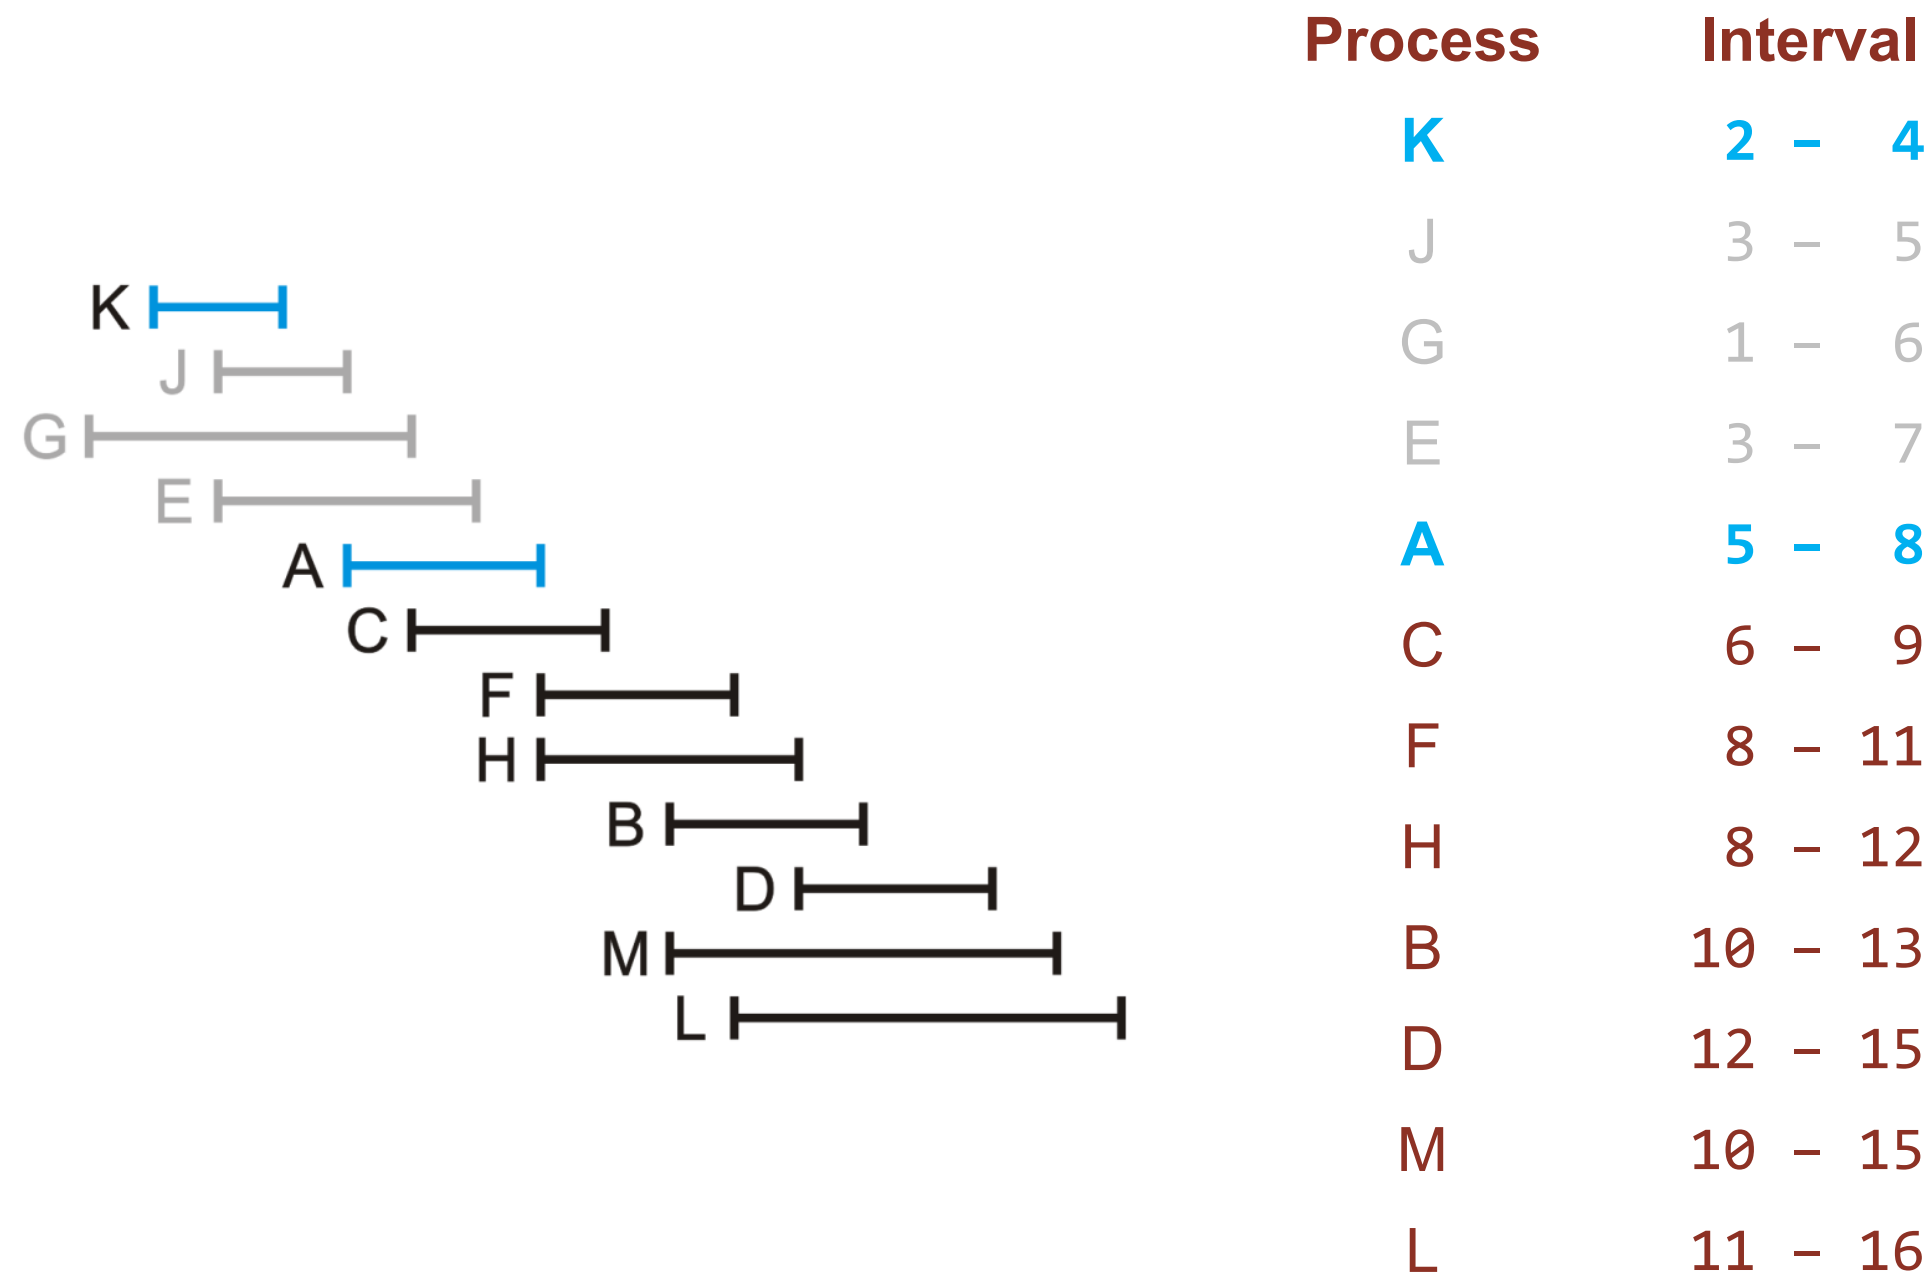 Process Interval
K 2 – 4
J 3 – 5
G 1 – 6
E 3 – 7
A 5 – 8
C 6 – 9
F 8 – 11
H 8 – 12
B 10 – 13
D 12 – 15
M 10 – 15
L 11 – 16
K
J
G
E
A
C
F
H
B
D
M
L